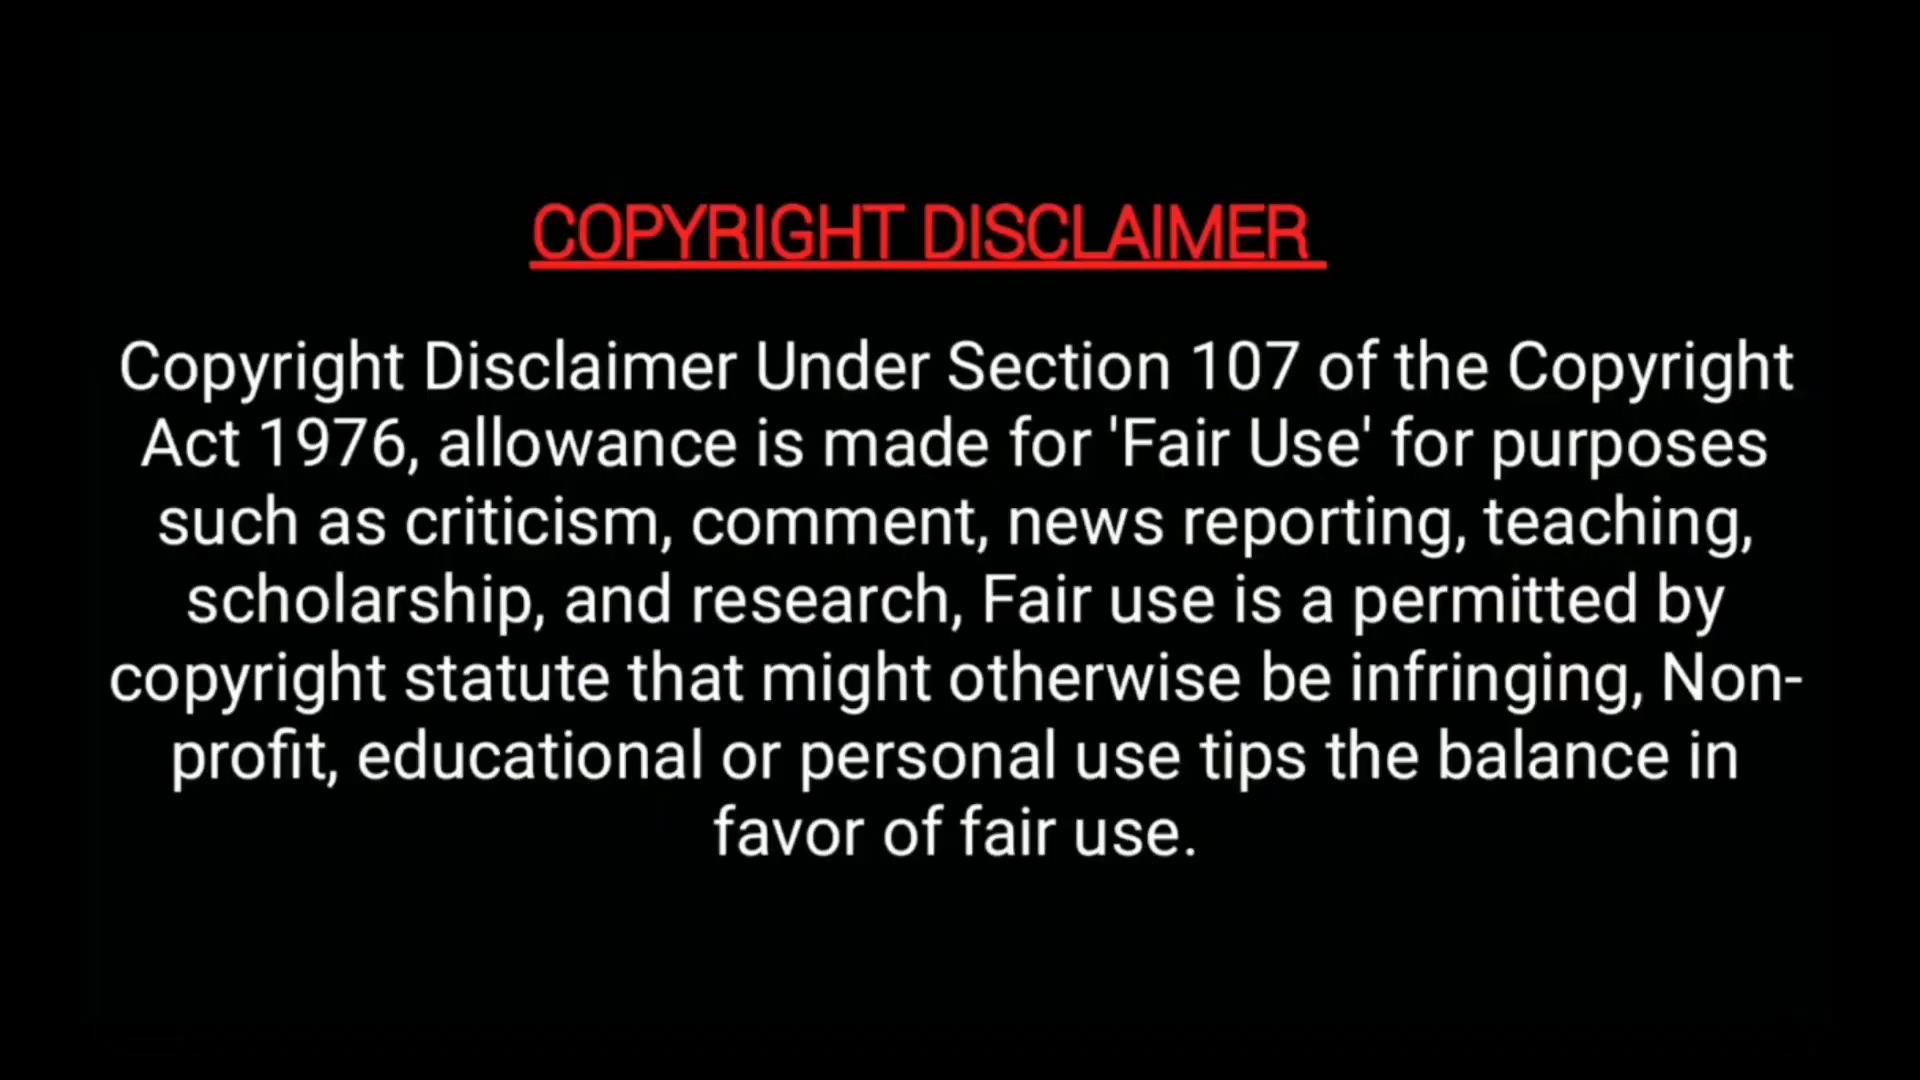 COPYRIGHT DISCLAIMER
Copyright Disclaimer Under Section 107 of the Copyright
Act 1976, allowance is made for 'Fair Use' for purposes
such as criticism, comment, news reporting, teaching,
scholarship, and research, Fair use is a permitted by
copyright statute that might otherwise be infringing, Non-
profit, educational or personal use tips the balance in
favor of fair use.